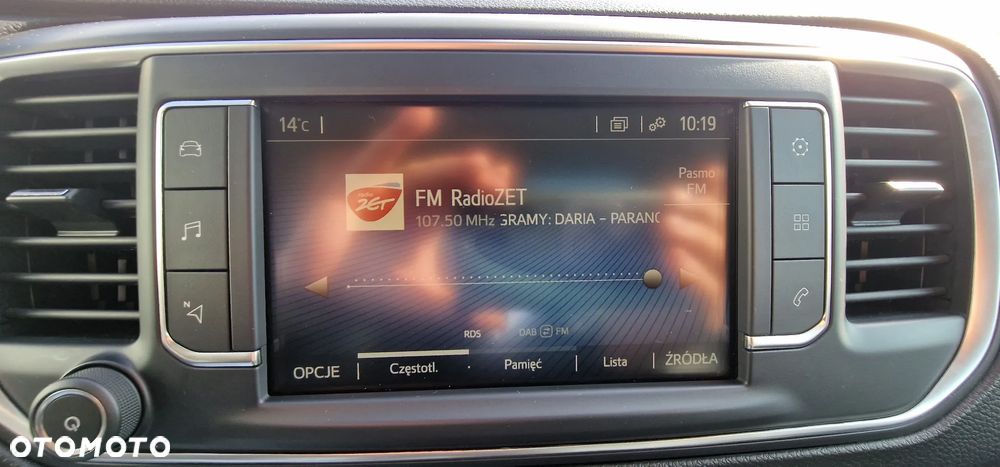 14°C
10:19
Pasmo
FM
radio
ZET
FM RadioZET
107.50 MHz GRAMY: DARIA - PARANO
RDS
DAB FM
OPCJE
Częstotl.
Pamięć
Lista
ŹRÓDŁA
N
OTOMOTO